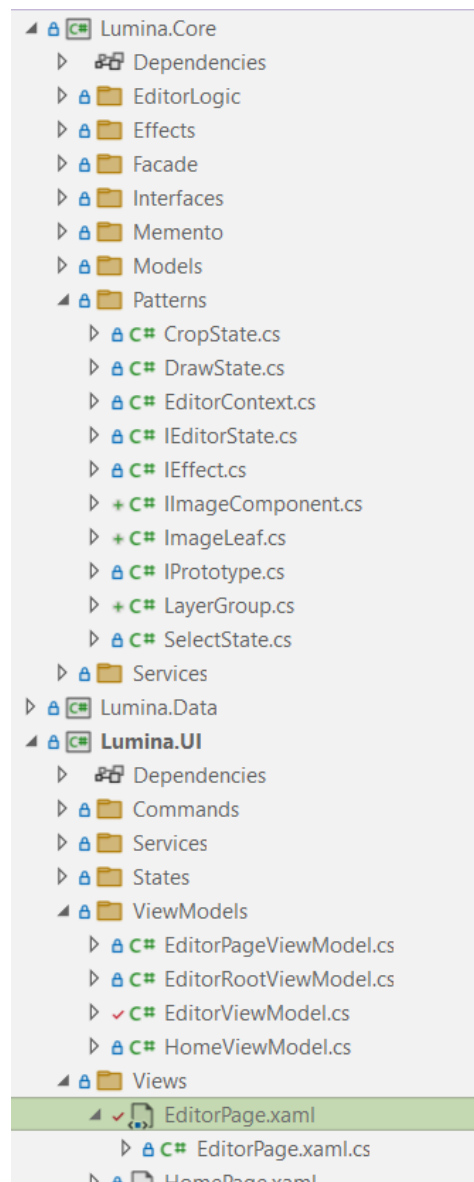 C# Lumina.Core
Dependencies
EditorLogic
Effects
Facade
Interfaces
Memento
Models
Patterns
C# CropState.cs
C# DrawState.cs
C# EditorContext.cs
C# IEditorState.cs
C# IEffect.cs
+ C# IImageComponent.cs
+ C# ImageLeaf.cs
C# IPrototype.cs
+ C# LayerGroup.cs
C# SelectState.cs
Services
C# Lumina.Data
C# Lumina.UI
Dependencies
Commands
Services
States
ViewModels
C# EditorPageViewModel.cs
C# EditorRootViewModel.cs
C# EditorViewModel.cs
C# HomeViewModel.cs
Views
EditorPage.xaml
C# EditorPage.xaml.cs
HomePage.xaml